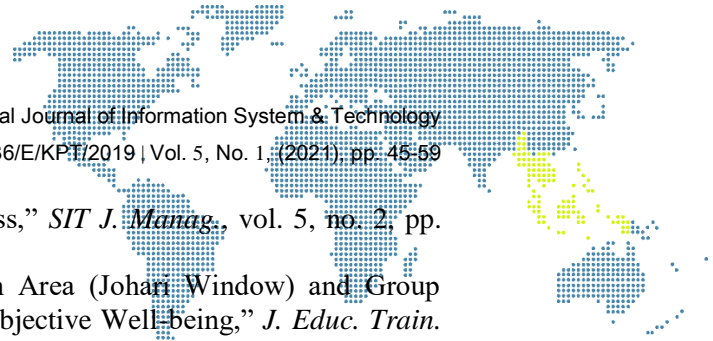 al Journal of Information System & Technology
36/E/KPT/2019 | Vol. 5, No. 1, (2021), pp. 45-59
ss,” SIT J. Manag., vol. 5, no. 2, pp.
n Area (Johari Window) and Group
bjective Well-being,” J. Educ. Train.